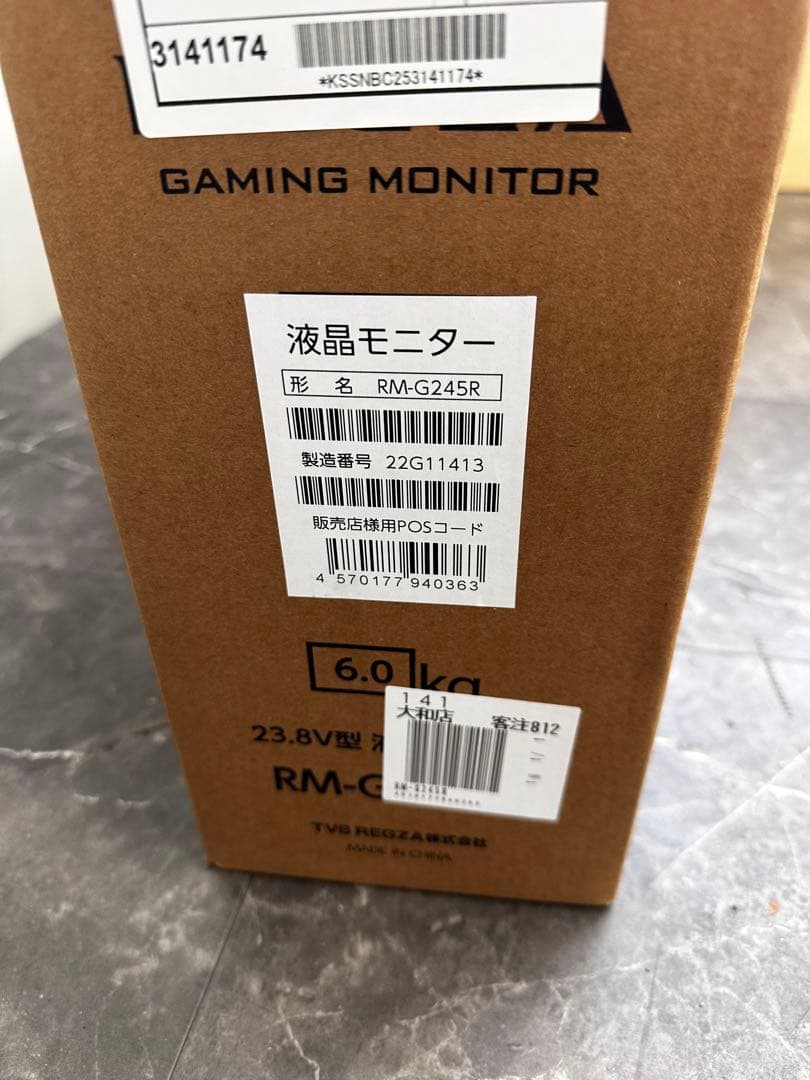 3141174
*KSSNBC253141174*
GAMING MONITOR
液晶モニター
形 名 RM-G245R
製造番号 22G11413
販売店様用POSコード
4 570177 940363
6.0 kg
141
大和店 客注812
23.8V型
RM-G245R
RM-G
TVS REGZA株式会社
MADE IN CHINA